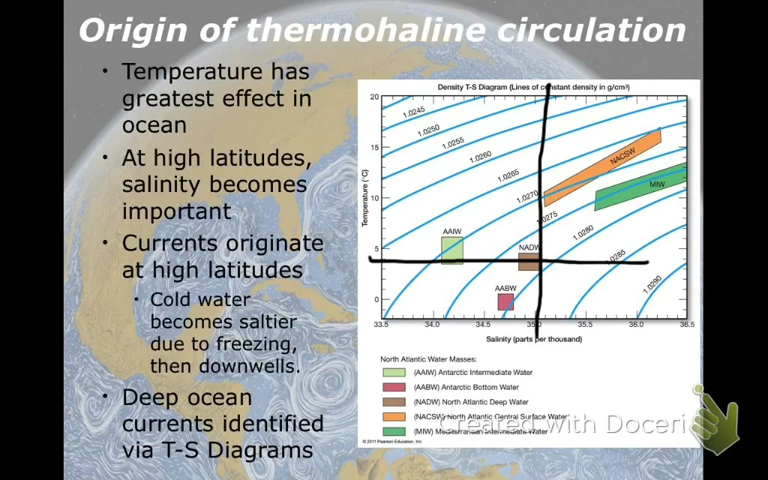 Origin of thermohaline circulation
• Temperature has
greatest effect in
ocean
• At high latitudes,
salinity becomes
important
• Currents originate
at high latitudes
• Cold water
becomes saltier
due to freezing,
then downwells.
• Deep ocean
currents identified
via T-S Diagrams
Density T-S Diagram (Lines of constant density in g/cm³)
20
15
10
5
0
Temperature (°C)
1.0245
1.0250
1.0255
1.0260
1.0265
1.0270
1.0275
1.0280
1.0285
1.0290
NACSW
MIW
AAIW
NADW
AABW
33.5 34.0 34.5 35.0 35.5 36.0 36.5
Salinity (parts per thousand)
North Atlantic Water Masses:
(AAIW) Antarctic Intermediate Water
(AABW) Antarctic Bottom Water
(NADW) North Atlantic Deep Water
(NACSW) North Atlantic Central Surface Water
(MIW) Mediterranean Intermediate Water
© 2011 Pearson Education, Inc
Created with Doceri